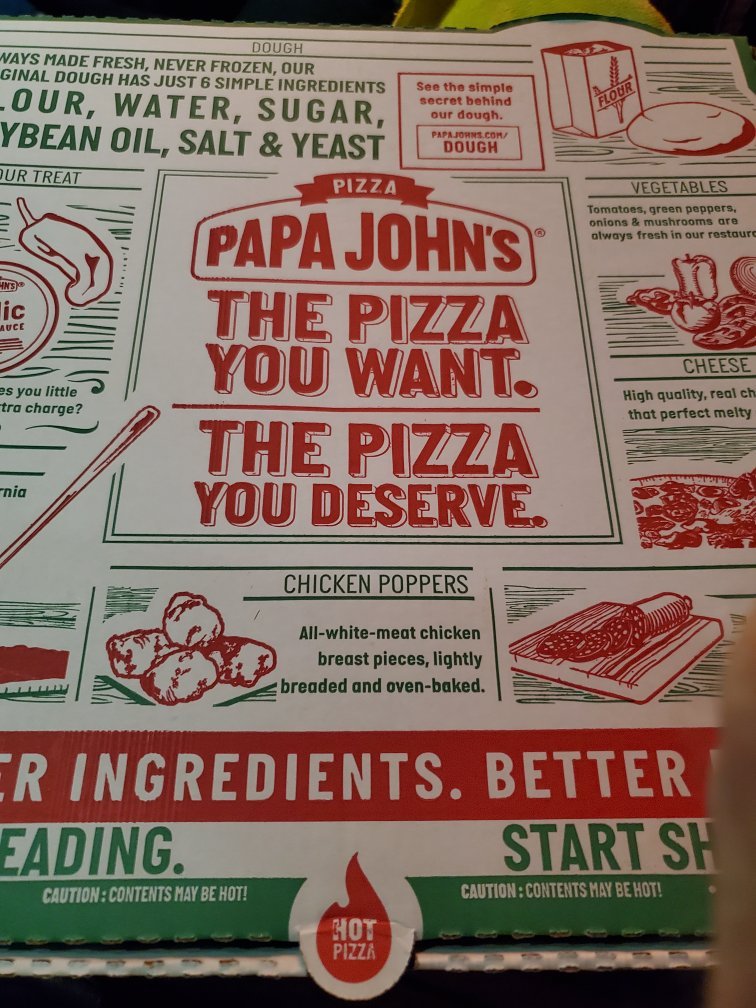 DOUGH
WAYS MADE FRESH, NEVER FROZEN, OUR
GINAL DOUGH HAS JUST 6 SIMPLE INGREDIENTS
LOUR, WATER, SUGAR,
YBEAN OIL, SALT & YEAST
See the simple
secret behind
our dough.
PAPAJOHNS.COM/
DOUGH
FLOUR
OUR TREAT
HN'S®
lic
AUCE
es you little
tra charge?
rnia
PIZZA
PAPA JOHN'S®
THE PIZZA
YOU WANT.
THE PIZZA
YOU DESERVE.
VEGETABLES
Tomatoes, green peppers,
onions & mushrooms are
always fresh in our restaura
CHEESE
High quality, real ch
that perfect melty
CHICKEN POPPERS
All-white-meat chicken
breast pieces, lightly
breaded and oven-baked.
ER INGREDIENTS. BETTER
EADING.
START SH
CAUTION: CONTENTS MAY BE HOT!
CAUTION: CONTENTS MAY BE HOT!
HOT
PIZZA